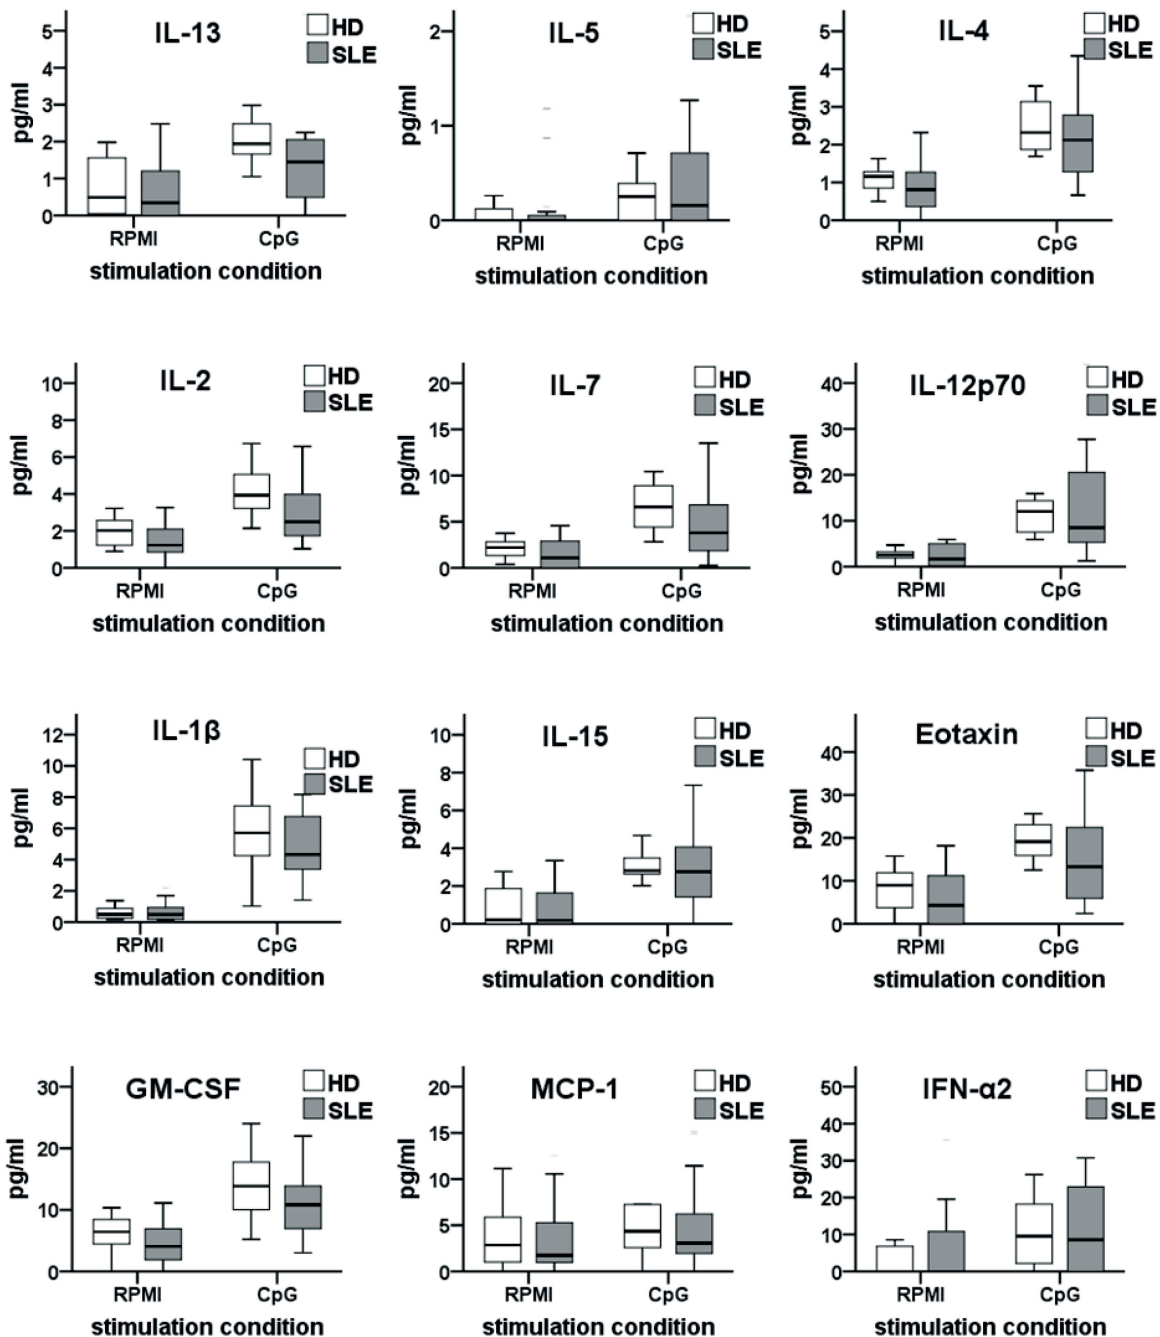 IL-13
HD
SLE
pg/ml
5
4
3
2
1
0
RPMI CpG
stimulation condition
IL-5
HD
SLE
pg/ml
2
1
0
RPMI CpG
stimulation condition
IL-4
HD
SLE
pg/ml
5
4
3
2
1
0
RPMI CpG
stimulation condition
IL-2
HD
SLE
pg/ml
10
8
6
4
2
0
RPMI CpG
stimulation condition
IL-7
HD
SLE
pg/ml
20
15
10
5
0
RPMI CpG
stimulation condition
IL-12p70
HD
SLE
pg/ml
40
30
20
10
0
RPMI CpG
stimulation condition
IL-1β
HD
SLE
pg/ml
12
10
8
6
4
2
0
RPMI CpG
stimulation condition
IL-15
HD
SLE
pg/ml
10
8
6
4
2
0
RPMI CpG
stimulation condition
Eotaxin
HD
SLE
pg/ml
40
30
20
10
0
RPMI CpG
stimulation condition
GM-CSF
HD
SLE
pg/ml
30
20
10
0
RPMI CpG
stimulation condition
MCP-1
HD
SLE
pg/ml
20
15
10
5
0
RPMI CpG
stimulation condition
IFN-α2
HD
SLE
pg/ml
50
40
30
20
10
0
RPMI CpG
stimulation condition